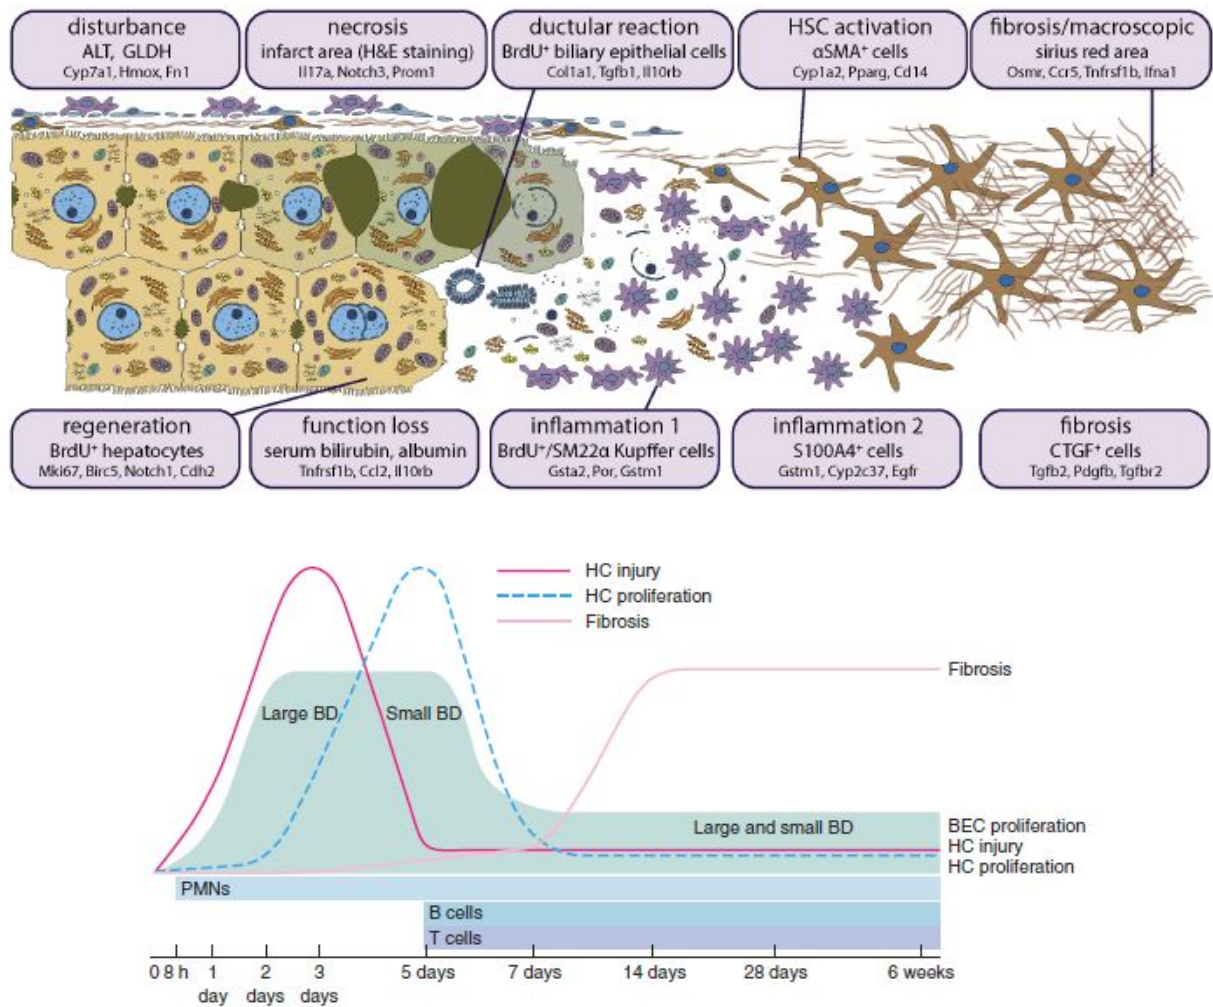 disturbance
ALT, GLDH
Cyp7a1, Hmox, Fn1
necrosis
infarct area (H&E staining)
Il17a, Notch3, Prom1
ductular reaction
BrdU⁺ biliary epithelial cells
Col1a1, Tgfb1, Il10rb
HSC activation
αSMA⁺ cells
Cyp1a2, Pparg, Cd14
fibrosis/macroscopic
sirius red area
Osmr, Ccr5, Tnfrsf1b, Ifna1
regeneration
BrdU⁺ hepatocytes
Mki67, Birc5, Notch1, Cdh2
function loss
serum bilirubin, albumin
Tnfrsf1b, Ccl2, Il10rb
inflammation 1
BrdU⁺/SM22α Kupffer cells
Gsta2, Por, Gstm1
inflammation 2
S100A4⁺ cells
Gstm1, Cyp2c37, Egfr
fibrosis
CTGF⁺ cells
Tgfb2, Pdgfb, Tgfbr2
HC injury
HC proliferation
Fibrosis
Fibrosis
Large BD
Small BD
Large and small BD
BEC proliferation
HC injury
HC proliferation
PMNs
B cells
T cells
0 8 h 1 day 2 days 3 days 5 days 7 days 14 days 28 days 6 weeks